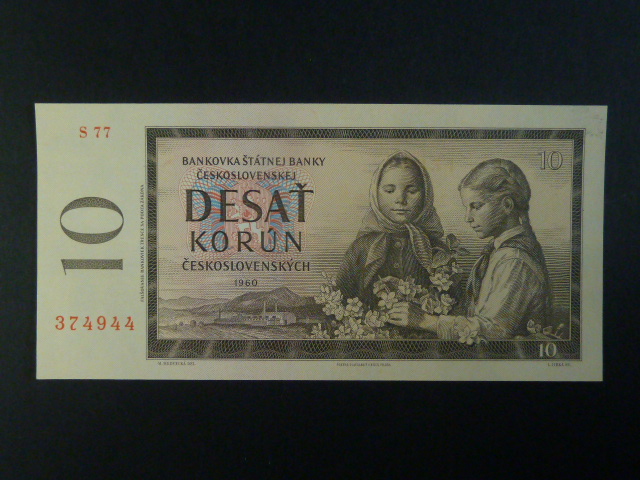 S 77
10
374944
BANKOVKA ŠTÁTNEJ BANKY
ČESKOSLOVENSKEJ
DESAŤ
KORÚN
ČESKOSLOVENSKÝCH
1960
10
10